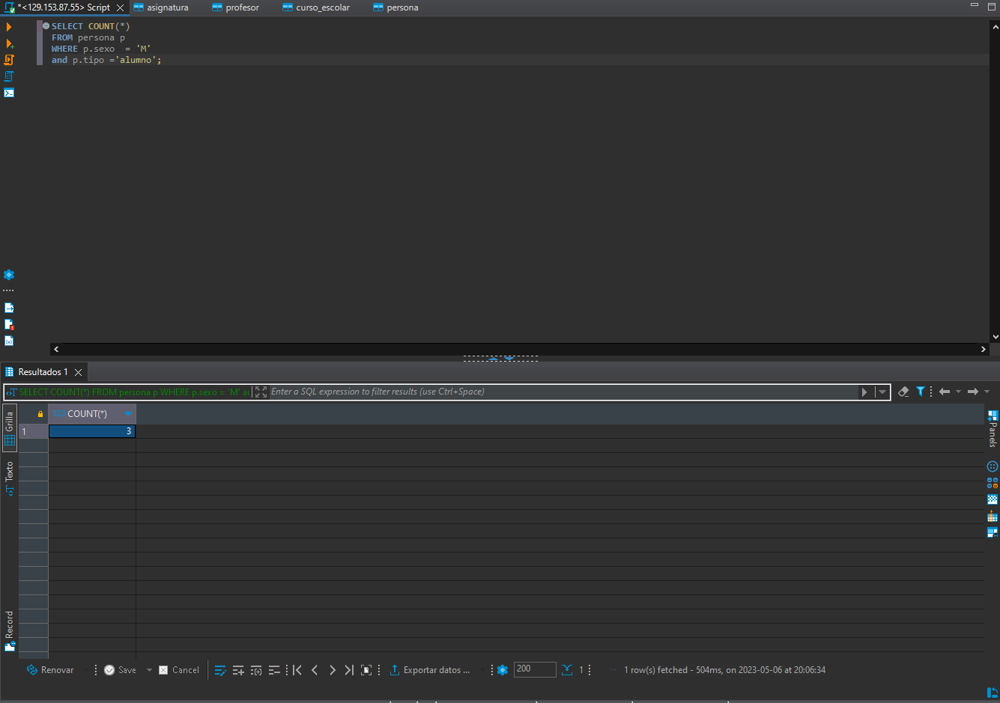 *<129.153.87.55> Script
asignatura
profesor
curso_escolar
persona
SELECT COUNT(*)
FROM persona p
WHERE p.sexo  = 'M'
and p.tipo ='alumno';
Resultados 1
SELECT COUNT(*) FROM persona p WHERE p.sexo = 'M' ar
Enter a SQL expression to filter results (use Ctrl+Space)
Grilla
Texto
Record
123 COUNT(*)
1
3
Panels
Renovar
Save
Cancel
Exportar datos ...
200
1
1 row(s) fetched - 504ms, on 2023-05-06 at 20:06:34